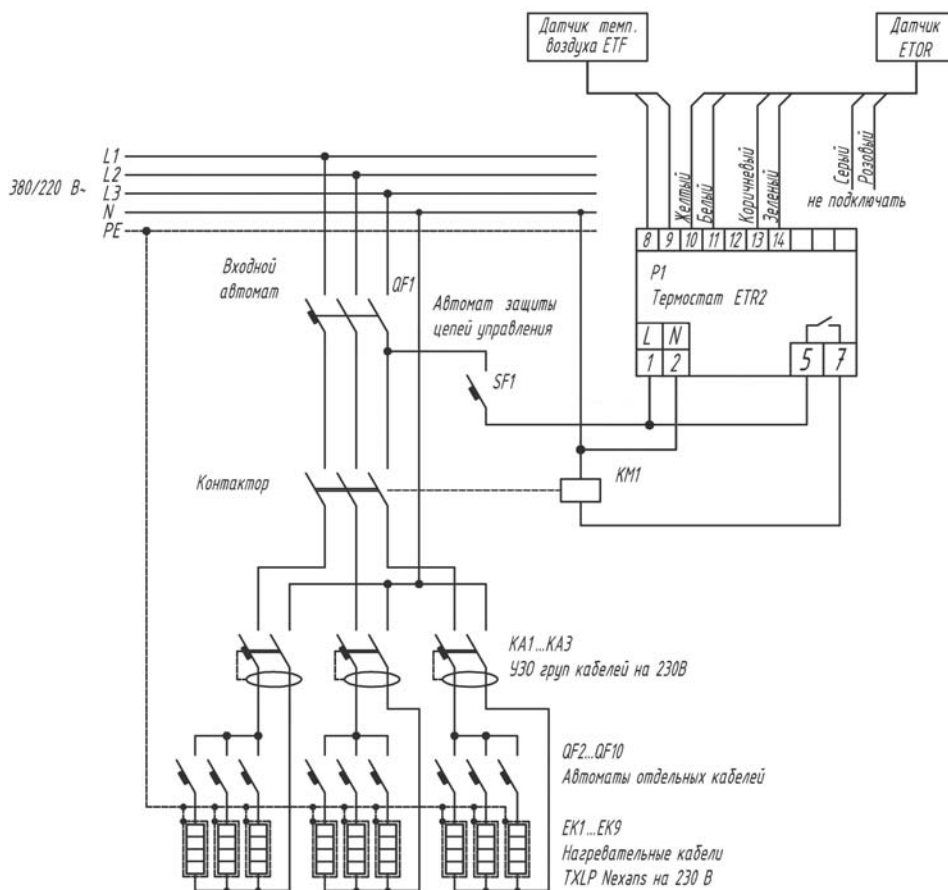 Датчик темп.
воздуха ETF
Датчик
ETOR
L1
L2
380/220 В~
L3
N
PE
Желтый
Белый
Коричневый
Зеленый
Серый
Розовый
не подключать
8 9 10 11 12 13 14
P1
Термостат ETR2
L N
1 2
5 7
Входной
автомат
QF1
Автомат защиты
цепей управления
SF1
Контактор
KM1
KA1...KA3
УЗО груп кабелей на 230В
QF2...QF10
Автоматы отдельных кабелей
EK1...EK9
Нагревательные кабели
TXLP Nexans на 230 В